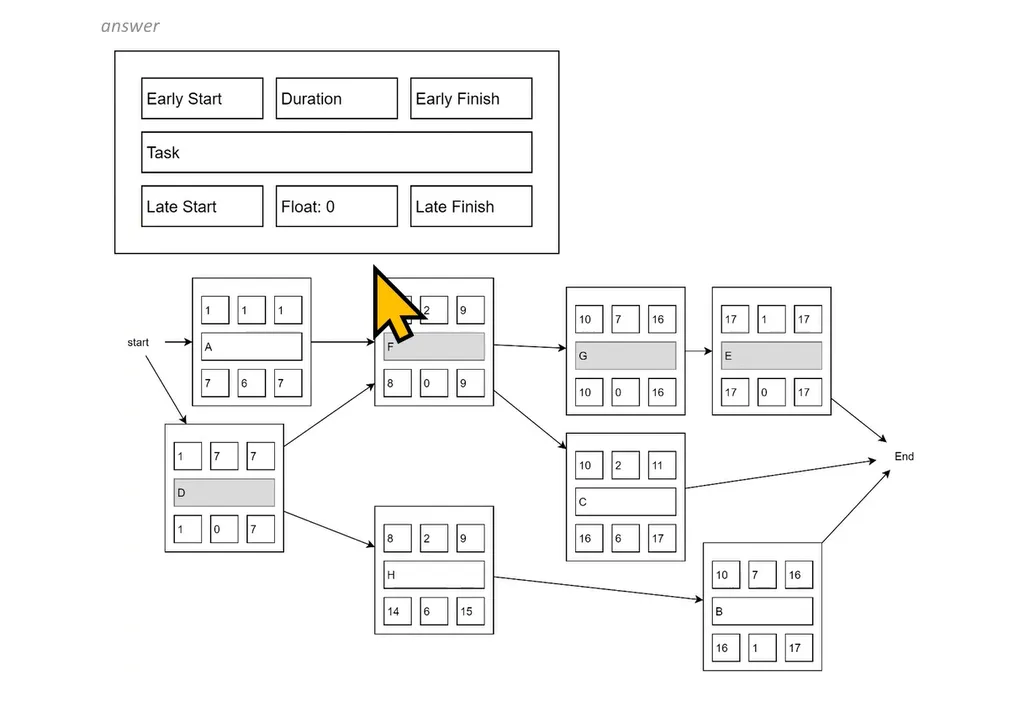 answer
Early Start Duration Early Finish
Task
Late Start Float: 0 Late Finish
1 1 1
A
7 6 7
2 9
F
8 0 9
10 7 16
G
10 0 16
17 1 17
E
17 0 17
start
End
1 7 7
D
1 0 7
10 2 11
C
16 6 17
8 2 9
H
14 6 15
10 7 16
B
16 1 17